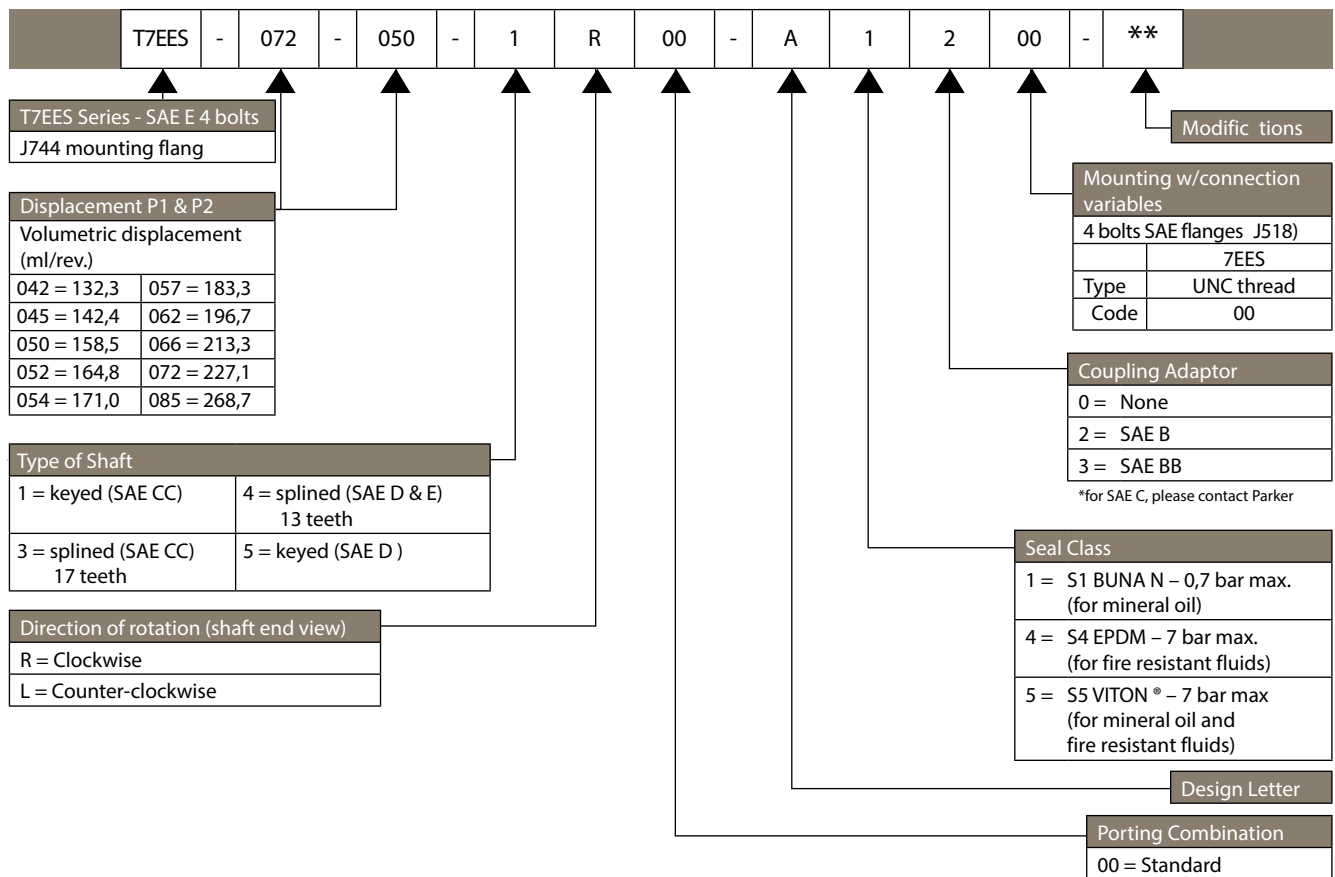 T7EES - 072 - 050 - 1 R 00 - A 1 2 00 - **
T7EES Series - SAE E 4 bolts
J744 mounting flang
Displacement P1 & P2
Volumetric displacement
(ml/rev.)
042 = 132,3 057 = 183,3
045 = 142,4 062 = 196,7
050 = 158,5 066 = 213,3
052 = 164,8 072 = 227,1
054 = 171,0 085 = 268,7
Type of Shaft
1 = keyed (SAE CC) 4 = splined (SAE D & E)
13 teeth
3 = splined (SAE CC) 5 = keyed (SAE D )
17 teeth
Direction of rotation (shaft end view)
R = Clockwise
L = Counter-clockwise
Modific tions
Mounting w/connection
variables
4 bolts SAE flanges J518)
7EES
Type UNC thread
Code 00
Coupling Adaptor
0 = None
2 = SAE B
3 = SAE BB
*for SAE C, please contact Parker
Seal Class
1 = S1 BUNA N – 0,7 bar max.
(for mineral oil)
4 = S4 EPDM – 7 bar max.
(for fire resistant fluids)
5 = S5 VITON ® – 7 bar max
(for mineral oil and
fire resistant fluids)
Design Letter
Porting Combination
00 = Standard